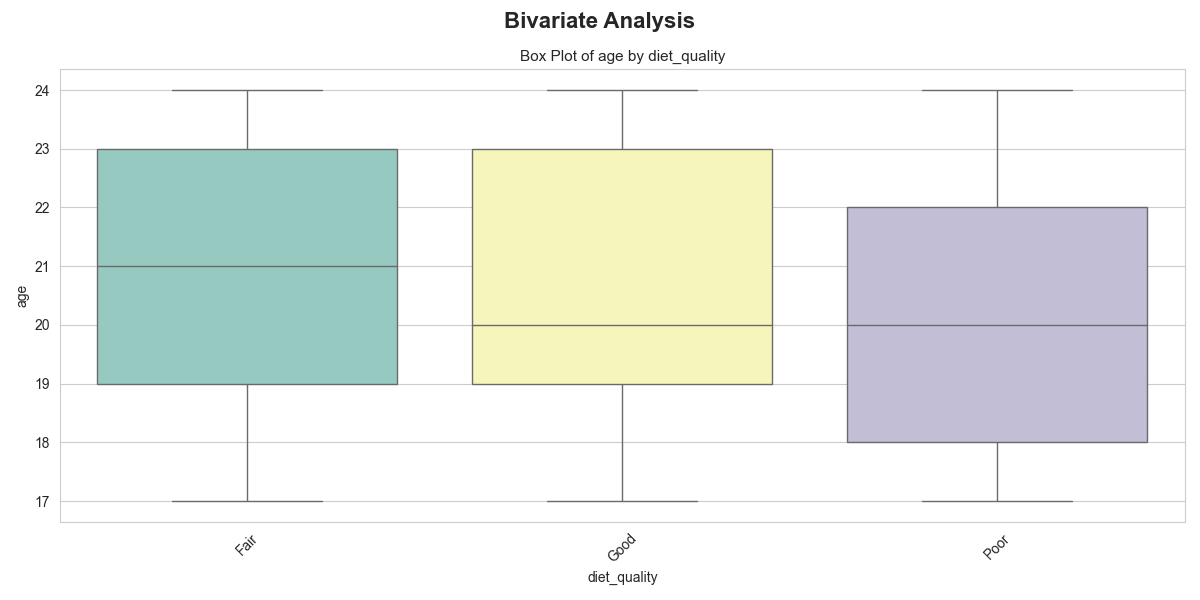 Bivariate Analysis
Box Plot of age by diet_quality
24
23
22
21
20
19
18
17
age
Fair
Good
Poor
diet_quality